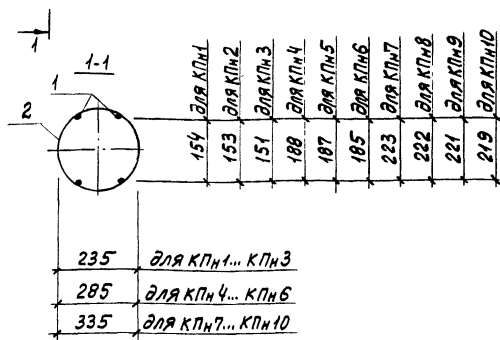 1
1-1
1
2
для КПн1
для КПн2
для КПн3
для КПн4
для КПн5
для КПн6
для КПн7
для КПн8
для КПн9
для КПн10
154
153
151
188
187
185
223
222
221
219
235 для КПн1... КПн3
285 для КПн4... КПн6
335 для КПн7... КПн10